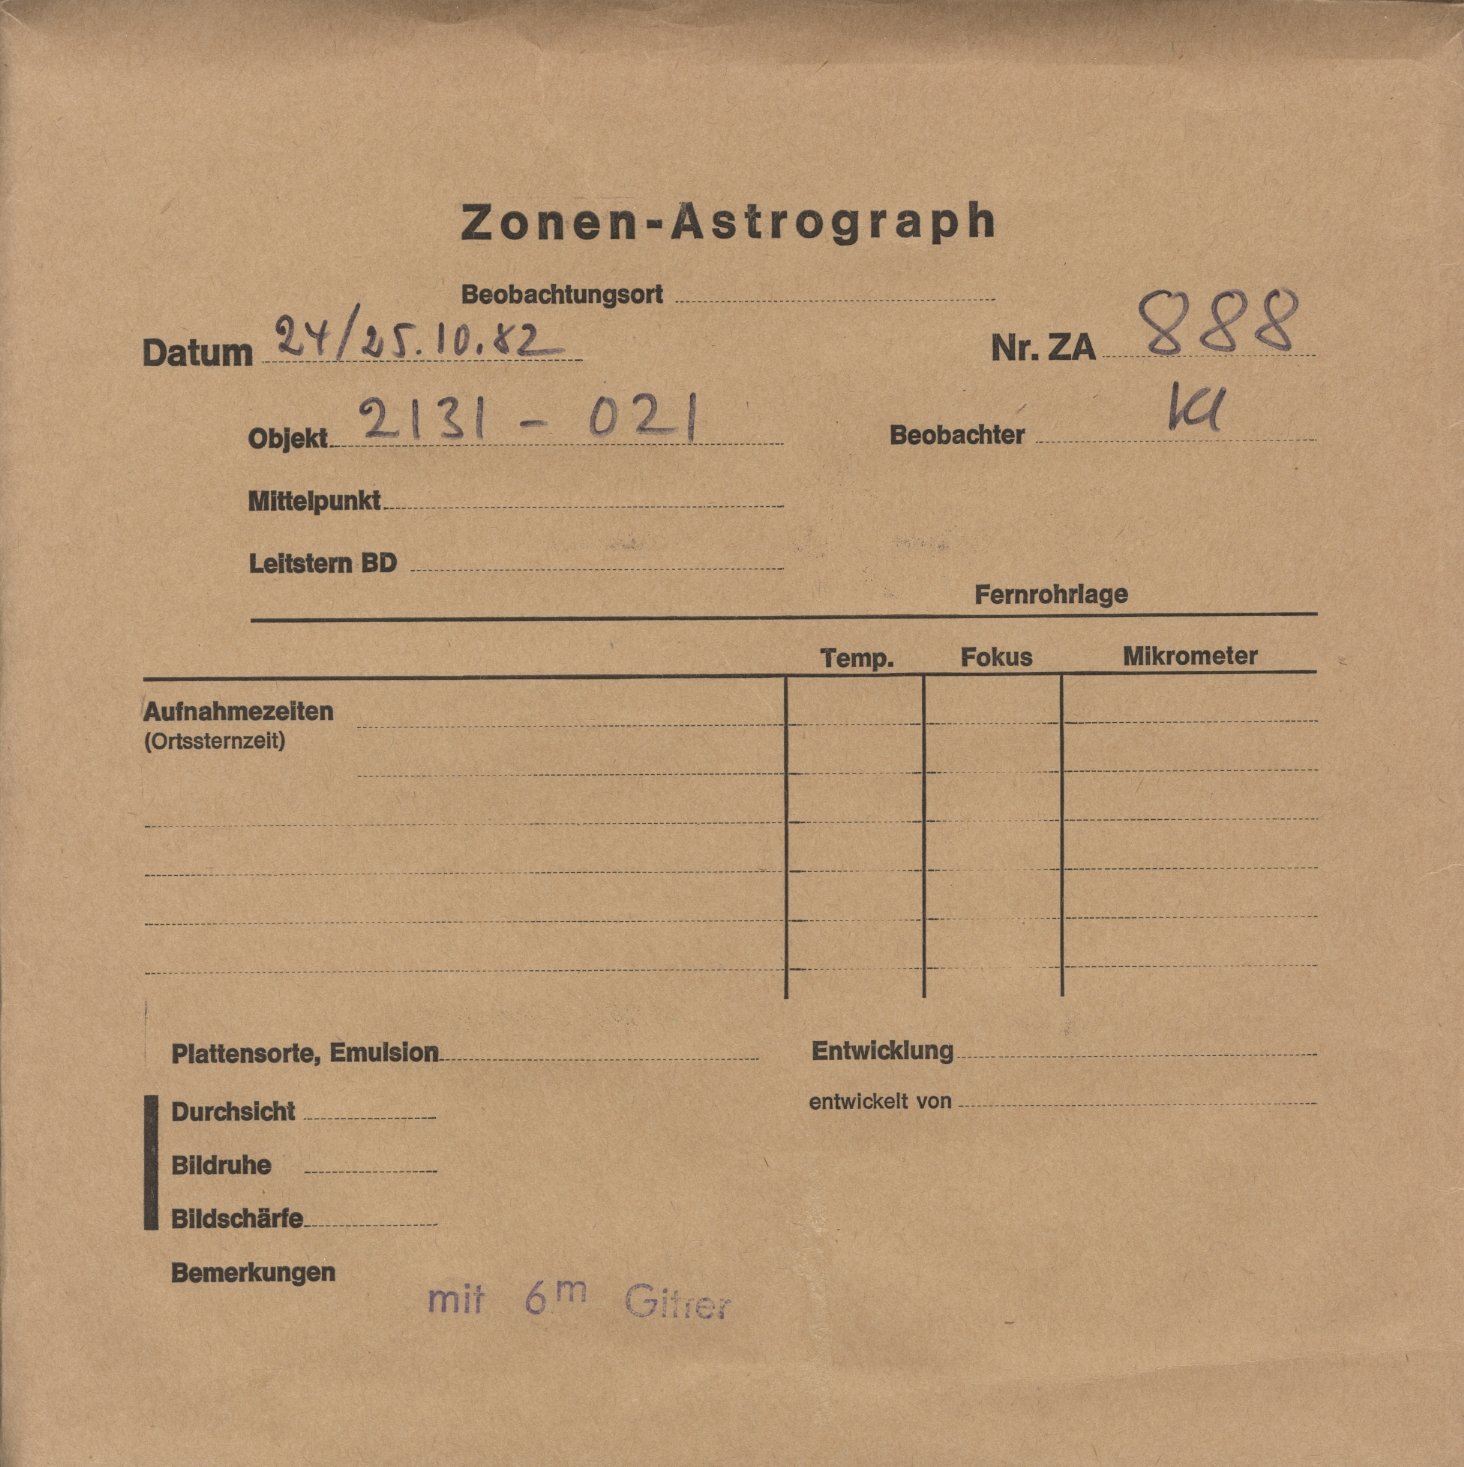 Zonen-Astrograph
Beobachtungsort
Datum 24/25.10.82
Nr. ZA 888
Objekt 2131 - 021
Beobachter Kl
Mittelpunkt
Leitstern BD
Fernrohrlage
Temp. Fokus Mikrometer
Aufnahmezeiten
(Ortssternzeit)
Plattensorte, Emulsion
Entwicklung
entwickelt von
Durchsicht
Bildruhe
Bildschärfe
Bemerkungen
mit 6m Gitter